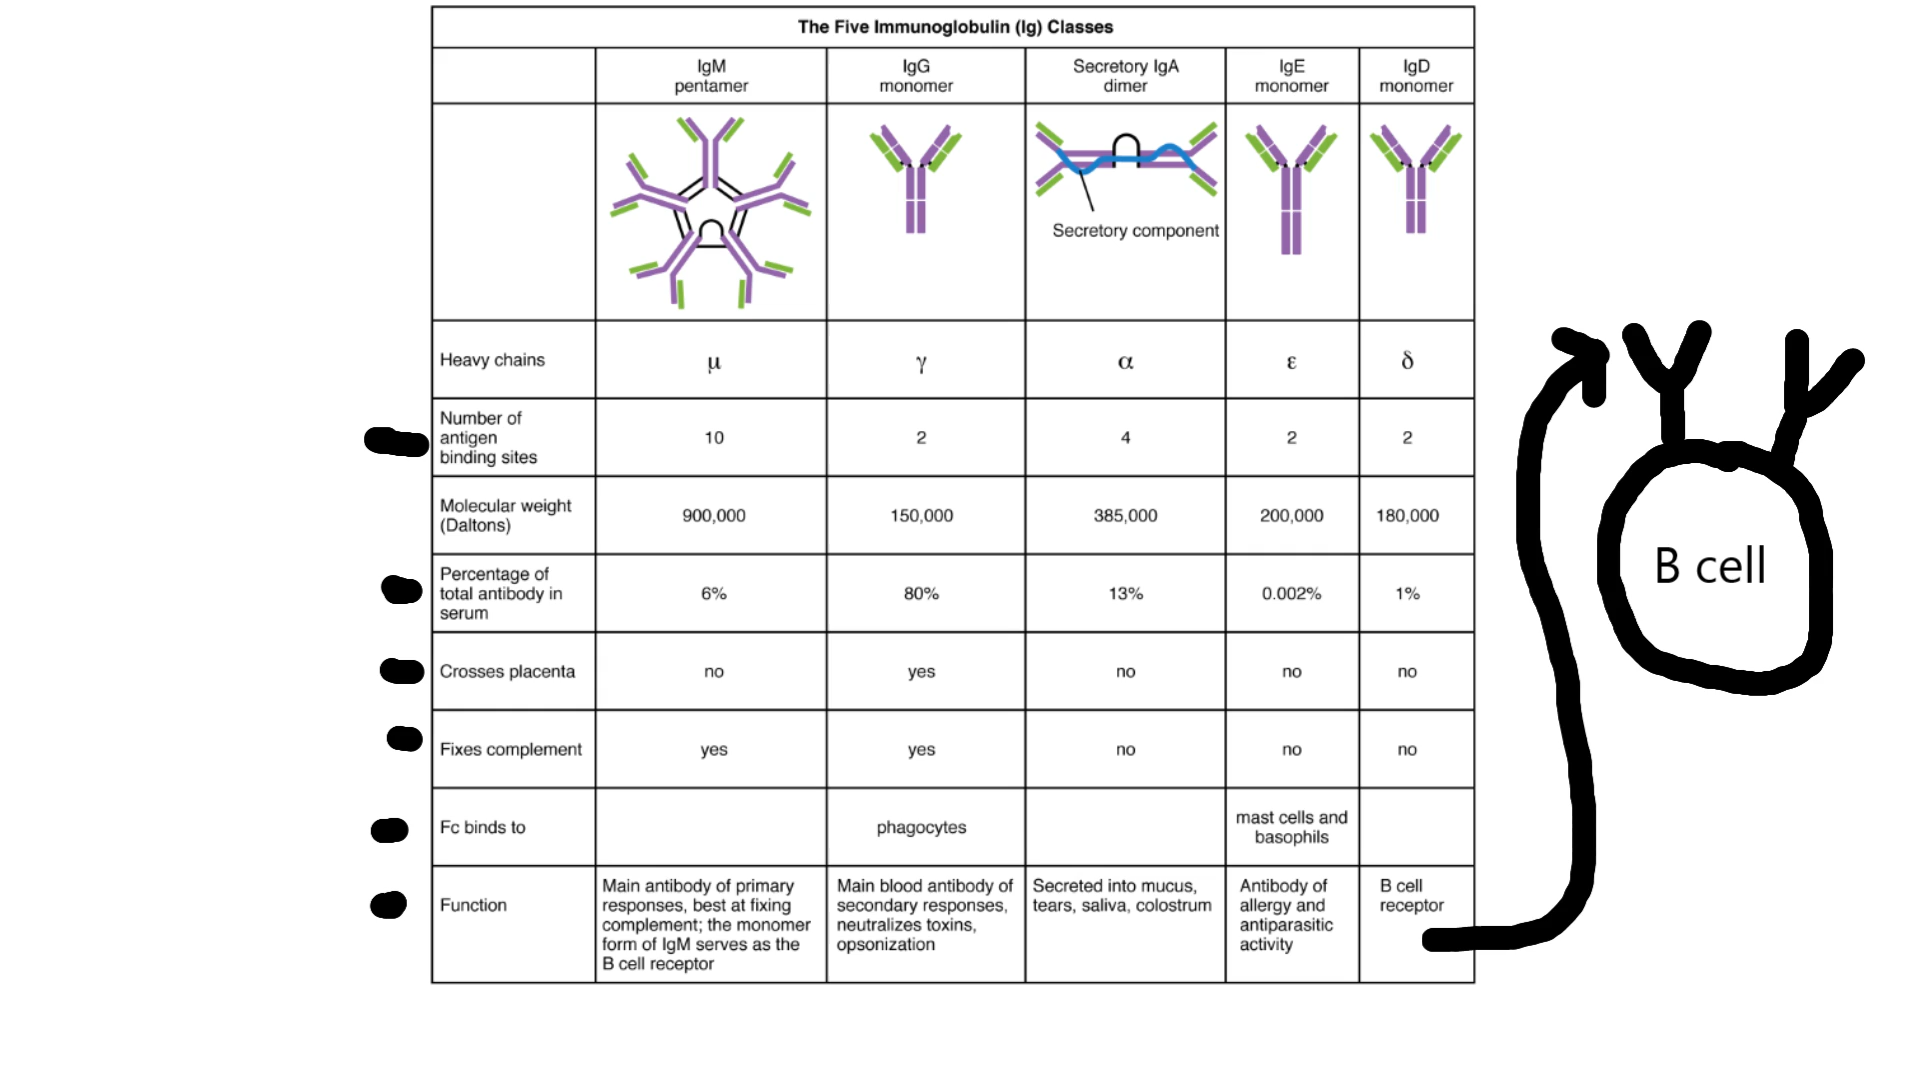 The Five Immunoglobulin (Ig) Classes
IgM
pentamer
IgG
monomer
Secretory IgA
dimer
IgE
monomer
IgD
monomer
Secretory component
Heavy chains
μ
γ
α
ε
δ
Number of
antigen
binding sites
10
2
4
2
2
Molecular weight
(Daltons)
900,000
150,000
385,000
200,000
180,000
Percentage of
total antibody in
serum
6%
80%
13%
0.002%
1%
Crosses placenta
no
yes
no
no
no
Fixes complement
yes
yes
no
no
no
Fc binds to
phagocytes
mast cells and
basophils
Function
Main antibody of primary
responses, best at fixing
complement; the monomer
form of IgM serves as the
B cell receptor
Main blood antibody of
secondary responses,
neutralizes toxins,
opsonization
Secreted into mucus,
tears, saliva, colostrum
Antibody of
allergy and
antiparasitic
activity
B cell
receptor
B cell